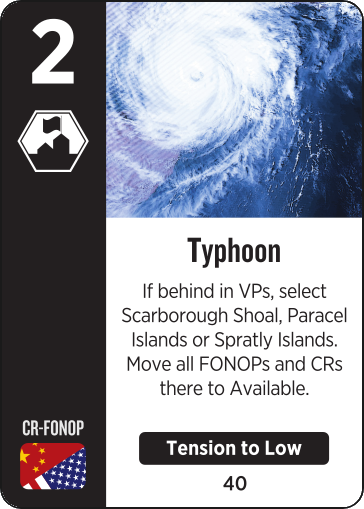 2
Typhoon
If behind in VPs, select
Scarborough Shoal, Paracel
Islands or Spratly Islands.
Move all FONOPs and CRs
there to Available.
CR-FONOP
Tension to Low
40